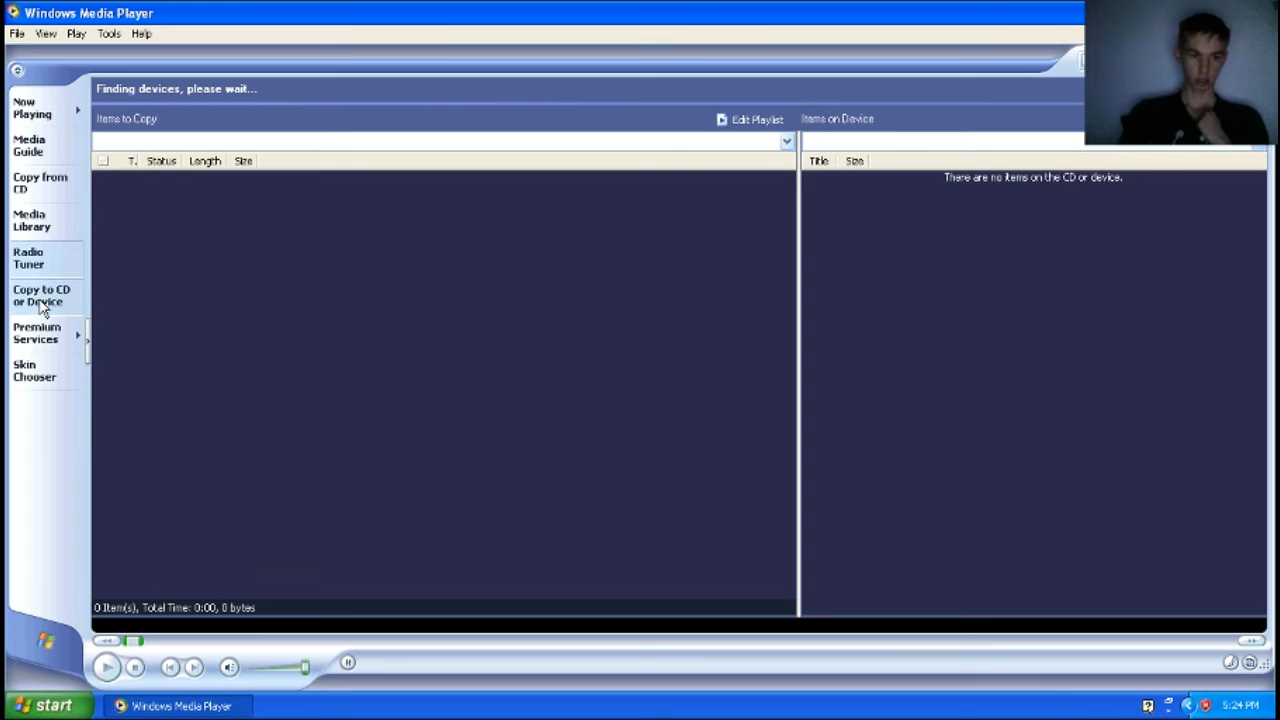 Windows Media Player
File View Play Tools Help
Finding devices, please wait...
Items to Copy Edit Playlist Items on Device
T. Status Length Size Title Size
There are no items on the CD or device.
Now
Playing
Media
Guide
Copy from
CD
Media
Library
Radio
Tuner
Copy to CD
or Device
Premium
Services
Skin
Chooser
0 Item(s), Total Time: 0:00, 0 bytes
start Windows Media Player 5:24 PM